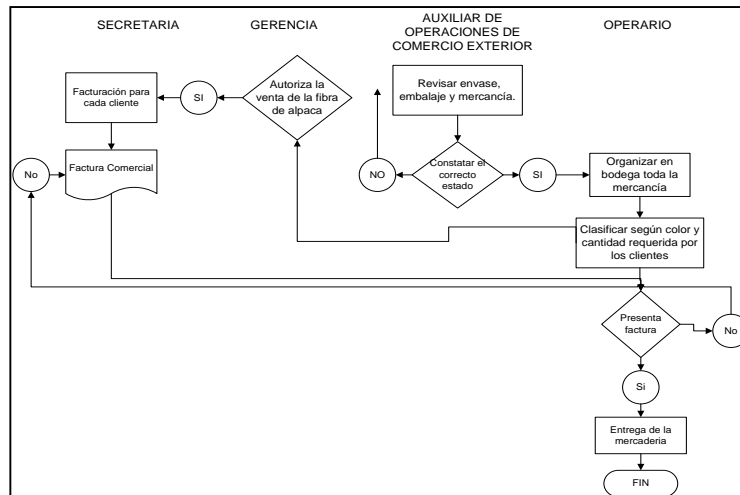 SECRETARIA
GERENCIA
AUXILIAR DE
OPERACIONES DE
COMERCIO EXTERIOR
OPERARIO
Facturación para
cada cliente
SI
Autoriza la
venta de la fibra
de alpaca
Revisar envase,
embalaje y mercancía.
No
Factura Comercial
NO
Constatar el
correcto
estado
SI
Organizar en
bodega toda la
mercancía
Clasificar según color y
cantidad requerida por
los clientes
Presenta
factura
No
Si
Entrega de la
mercaderia
FIN